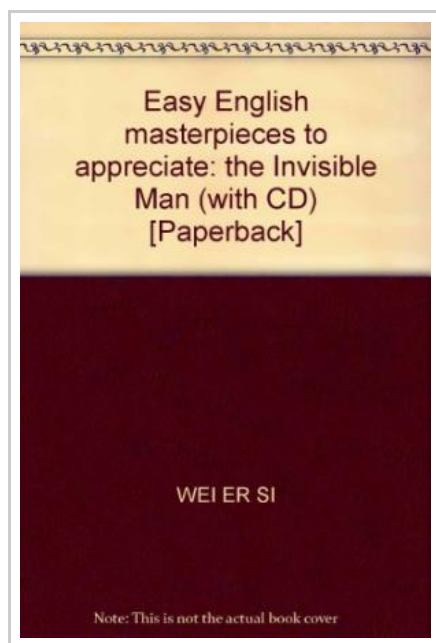 Easy English
masterpieces to
appreciate: the Invisible
Man (with CD)
[Paperback]
WEI ER SI
Note: This is not the actual book cover